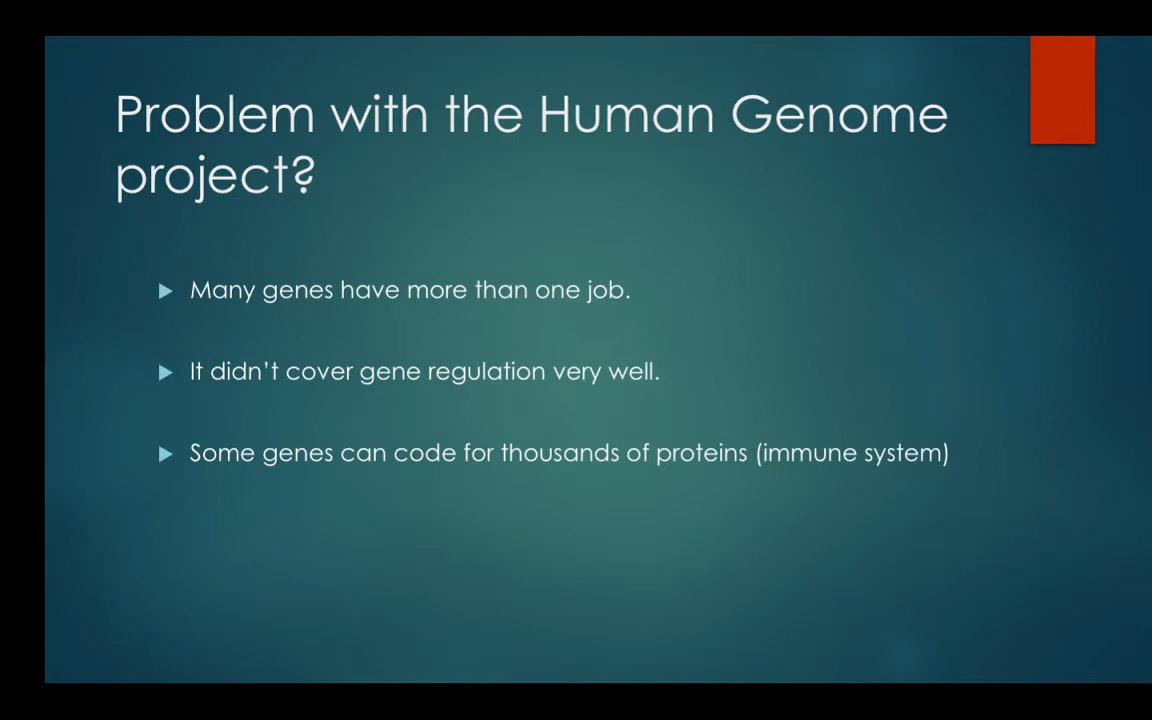 Problem with the Human Genome
project?
Many genes have more than one job.
It didn't cover gene regulation very well.
Some genes can code for thousands of proteins (immune system)